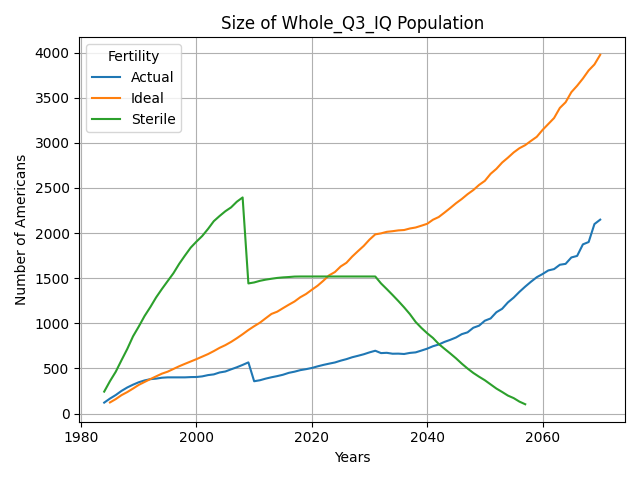 Size of Whole_Q3_IQ Population
Fertility
Actual
Ideal
Sterile
Number of Americans
4000
3500
3000
2500
2000
1500
1000
500
0
1980 2000 2020 2040 2060
Years